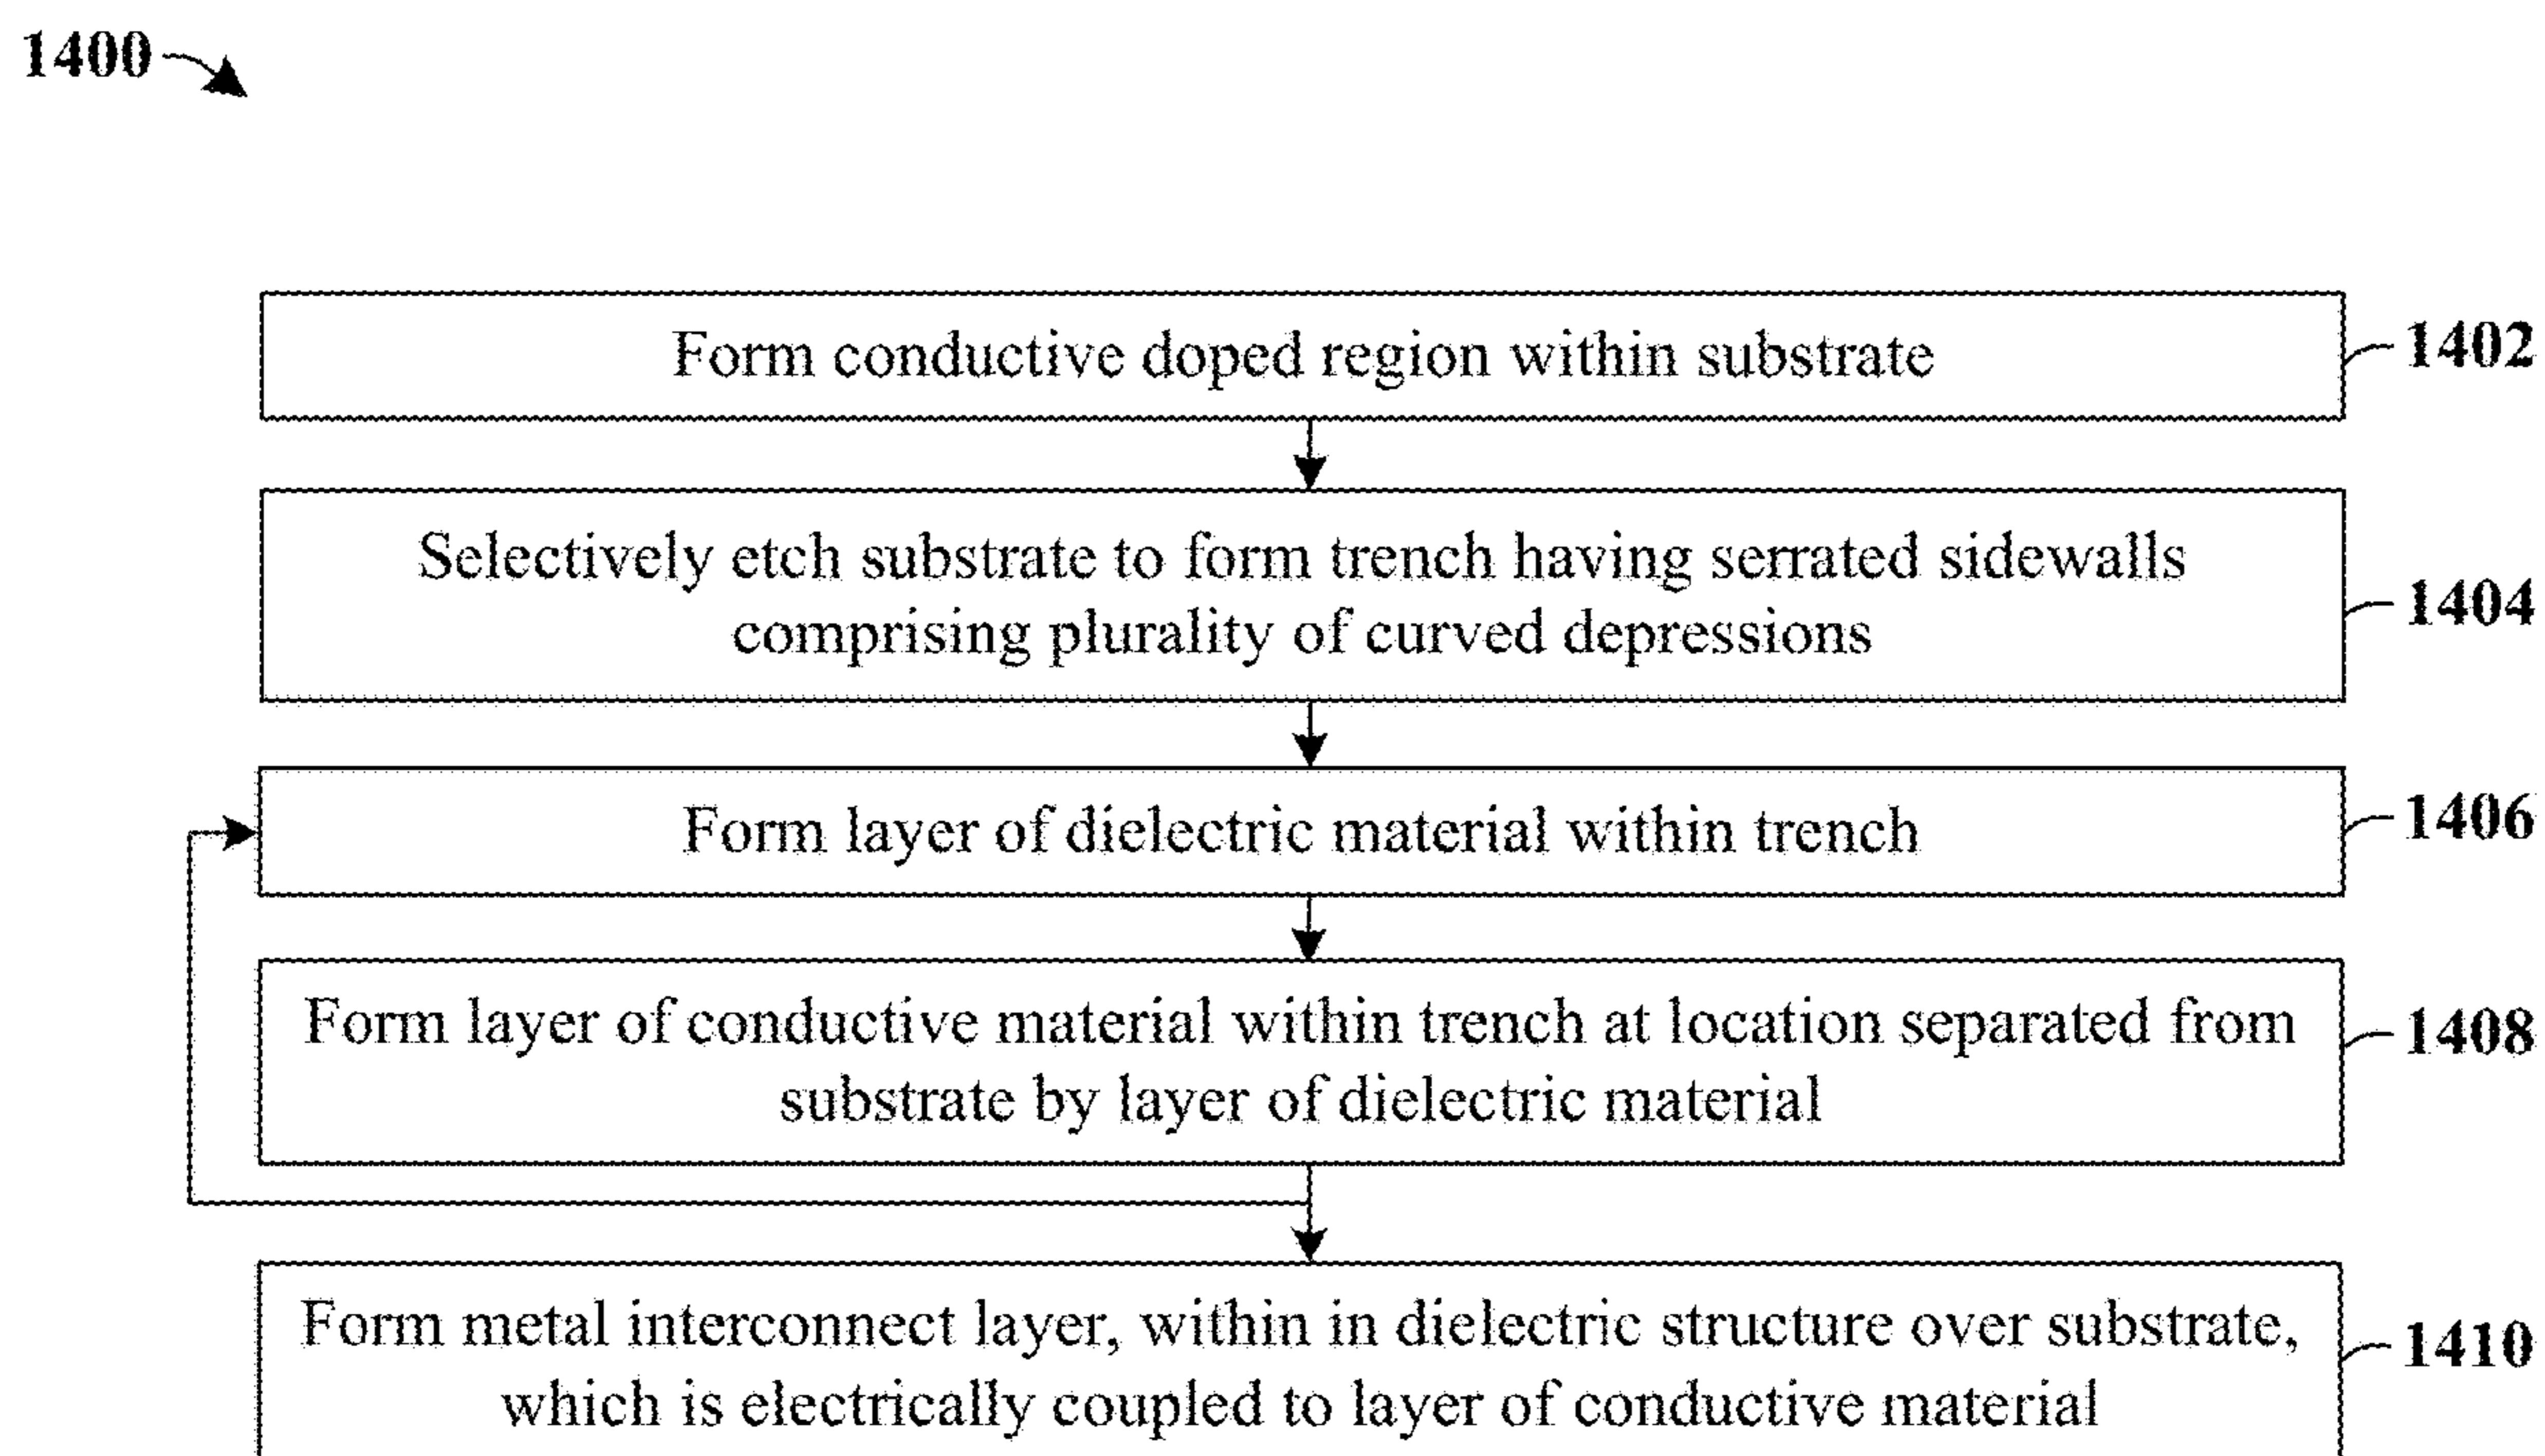 1400
Form conductive doped region within substrate
1402
Selectively etch substrate to form trench having serrated sidewalls
comprising plurality of curved depressions
1404
Form layer of dielectric material within trench
1406
Form layer of conductive material within trench at location separated from
substrate by layer of dielectric material
1408
Form metal interconnect layer, within in dielectric structure over substrate,
which is electrically coupled to layer of conductive material
1410